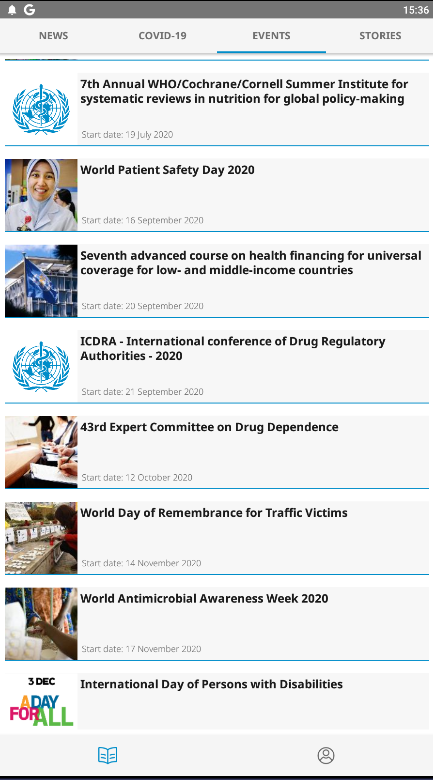 15:36
NEWS
COVID-19
EVENTS
STORIES
7th Annual WHO/Cochrane/Cornell Summer Institute for
systematic reviews in nutrition for global policy-making
Start date: 19 July 2020
World Patient Safety Day 2020
Start date: 16 September 2020
Seventh advanced course on health financing for universal
coverage for low- and middle-income countries
Start date: 20 September 2020
ICDRA - International conference of Drug Regulatory
Authorities - 2020
Start date: 21 September 2020
43rd Expert Committee on Drug Dependence
Start date: 12 October 2020
World Day of Remembrance for Traffic Victims
Start date: 14 November 2020
World Antimicrobial Awareness Week 2020
Start date: 17 November 2020
3 DEC
A DAY
FOR ALL
International Day of Persons with Disabilities